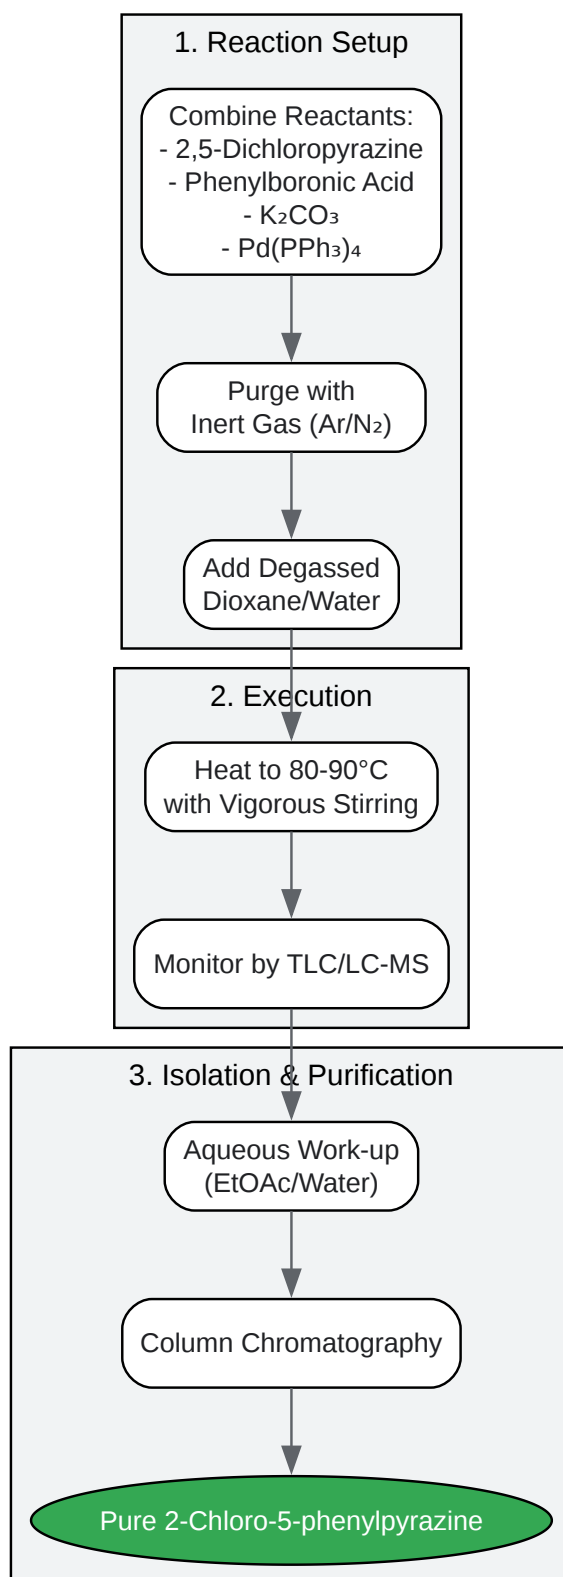 1. Reaction Setup
Combine Reactants:
- 2,5-Dichloropyrazine
- Phenylboronic Acid
- K₂CO₃
- Pd(PPh₃)₄
Purge with
Inert Gas (Ar/N₂)
Add Degassed
Dioxane/Water
2. Execution
Heat to 80-90°C
with Vigorous Stirring
Monitor by TLC/LC-MS
3. Isolation & Purification
Aqueous Work-up
(EtOAc/Water)
Column Chromatography
Pure 2-Chloro-5-phenylpyrazine